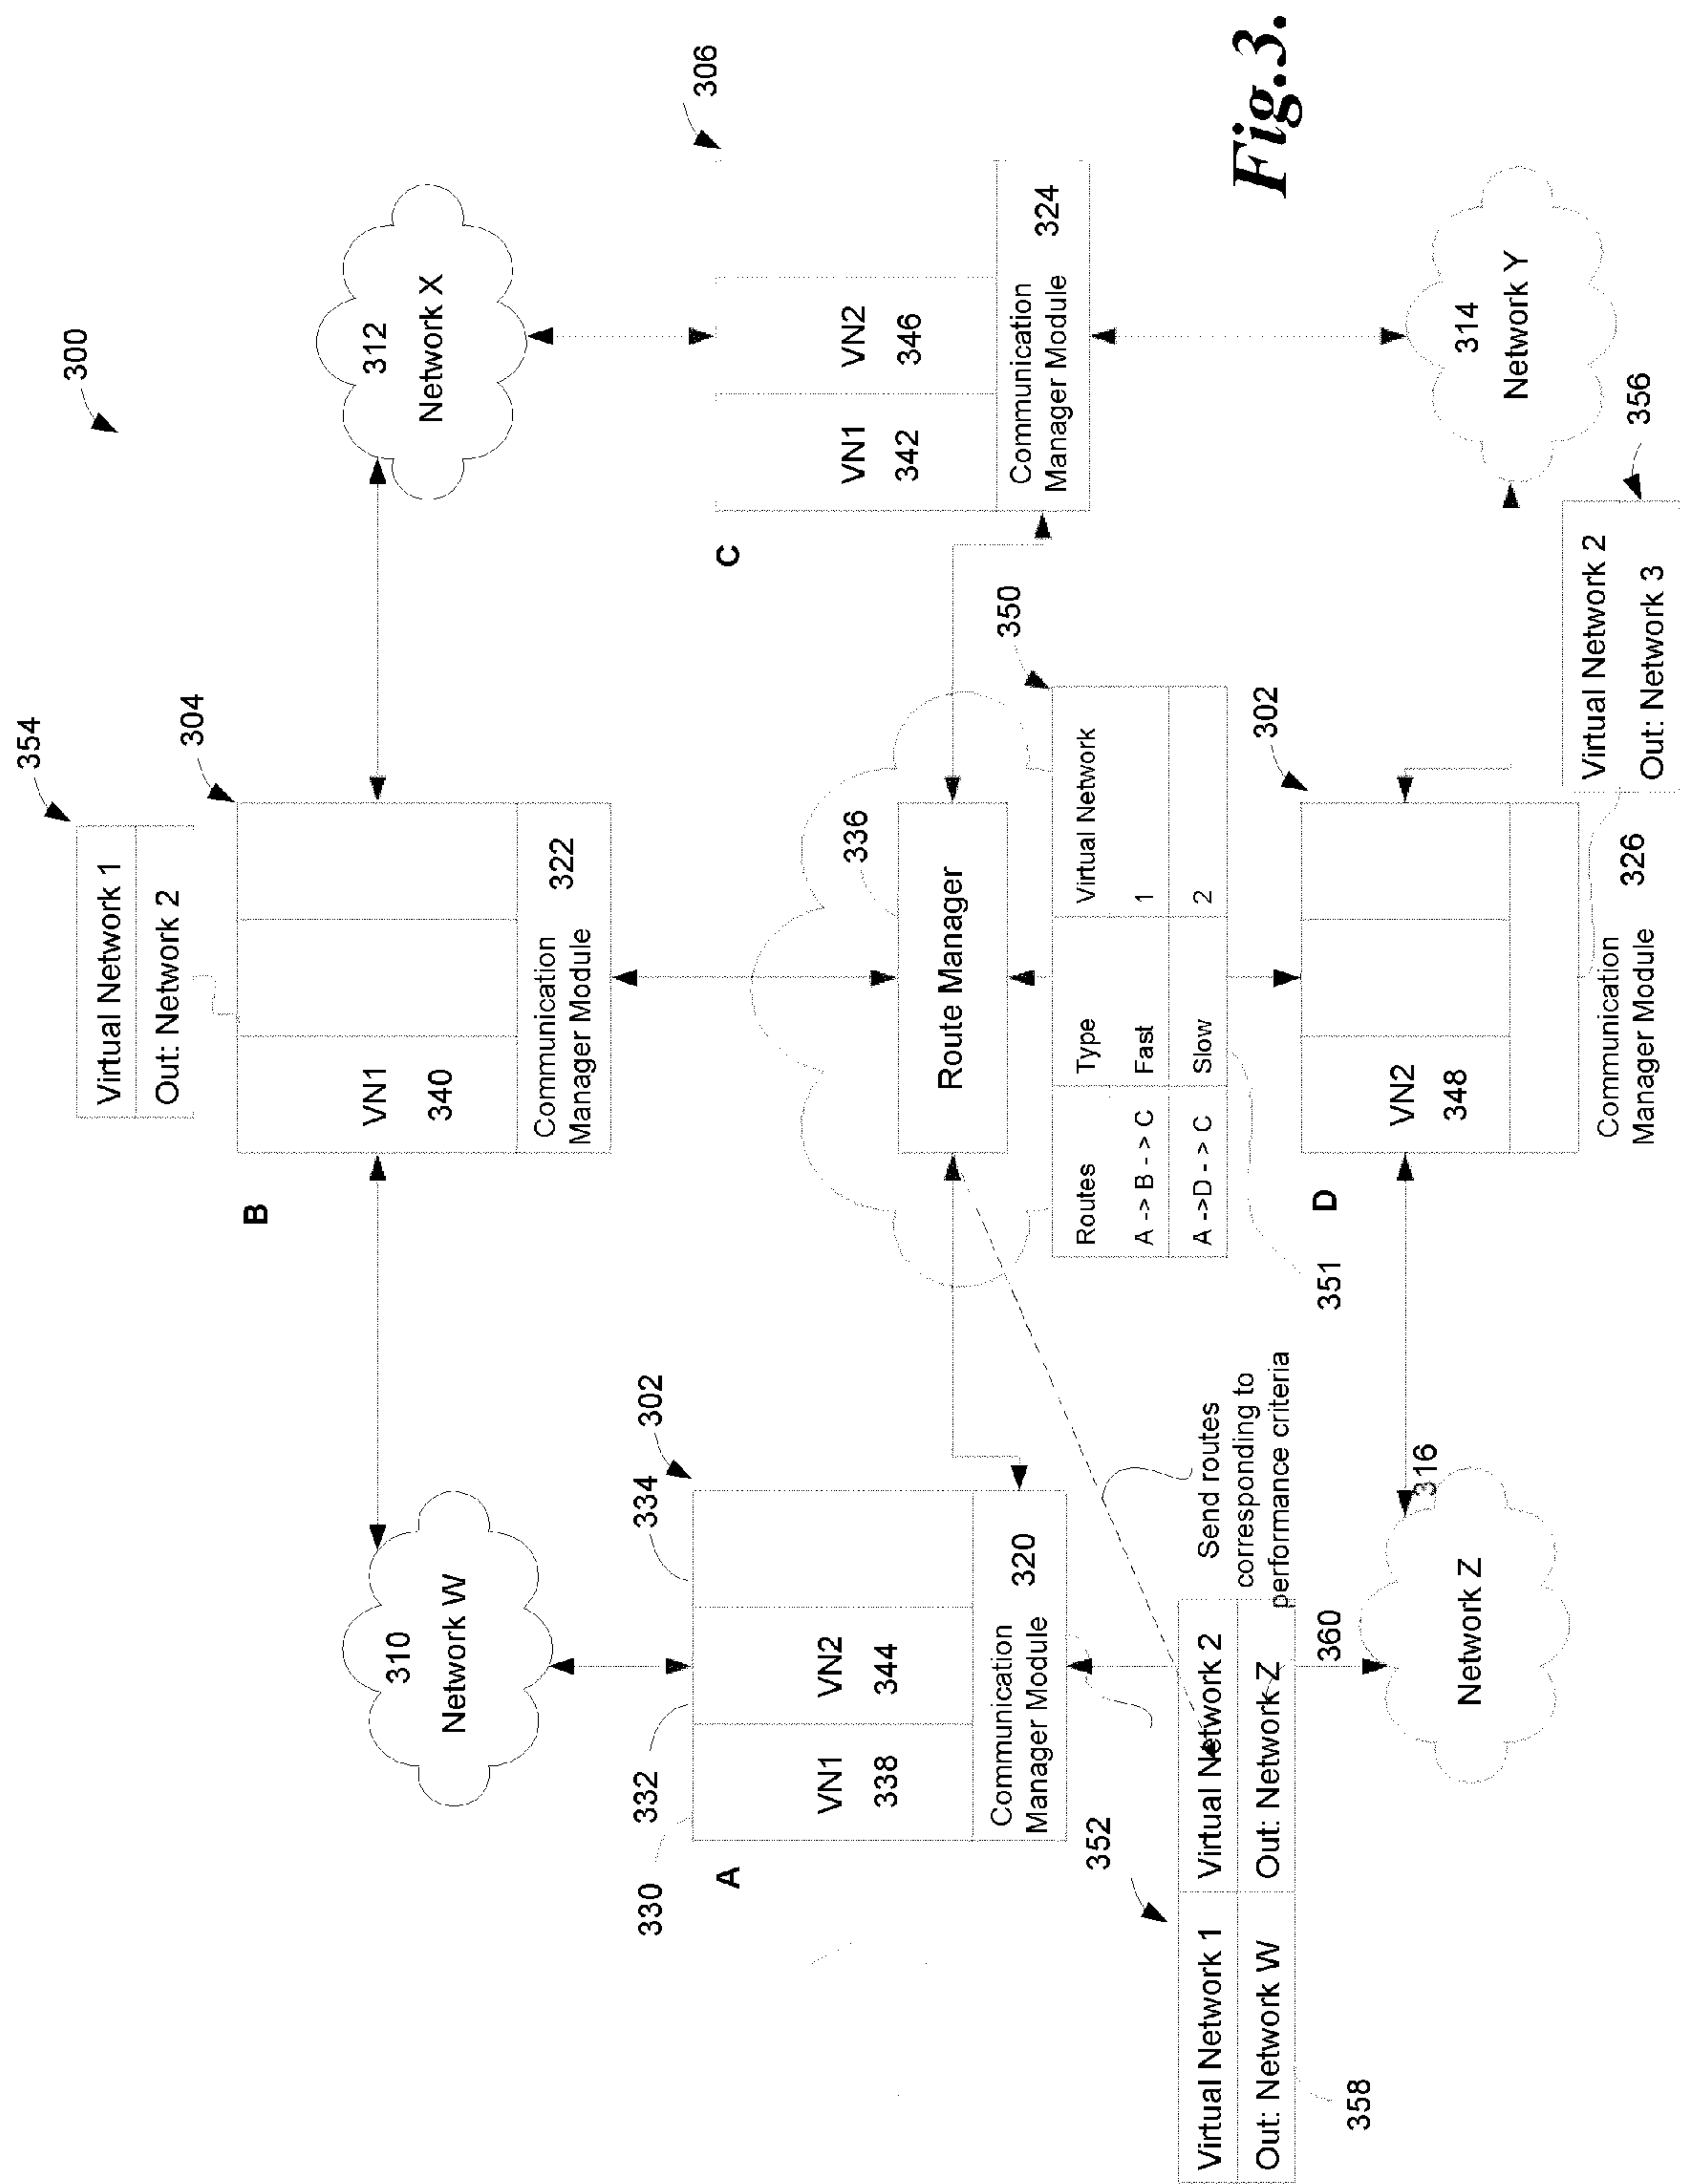 300
354
Virtual Network 1
Out: Network 2
304
B
VN1
340
Communication
Manager Module
322
310
Network W
312
Network X
306
C
VN1
342
VN2
346
Communication
Manager Module
324
302
330
332
334
A
VN1
338
VN2
344
Communication
Manager Module
320
336
Route Manager
350
Routes Type Virtual Network
A -> B - > C Fast 1
A ->D - > C Slow 2
351
352
Virtual Network 1 Virtual Network 2
Out: Network W Out: Network Z
358
360
Send routes
corresponding to
performance criteria
302
D
VN2
348
Communication
Manager Module
326
316
Network Z
314
Network Y
356
Virtual Network 2
Out: Network 3
Fig.3.